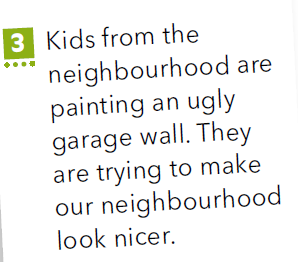 3 Kids from the
neighbourhood are
painting an ugly
garage wall. They
are trying to make
our neighbourhood
look nicer.